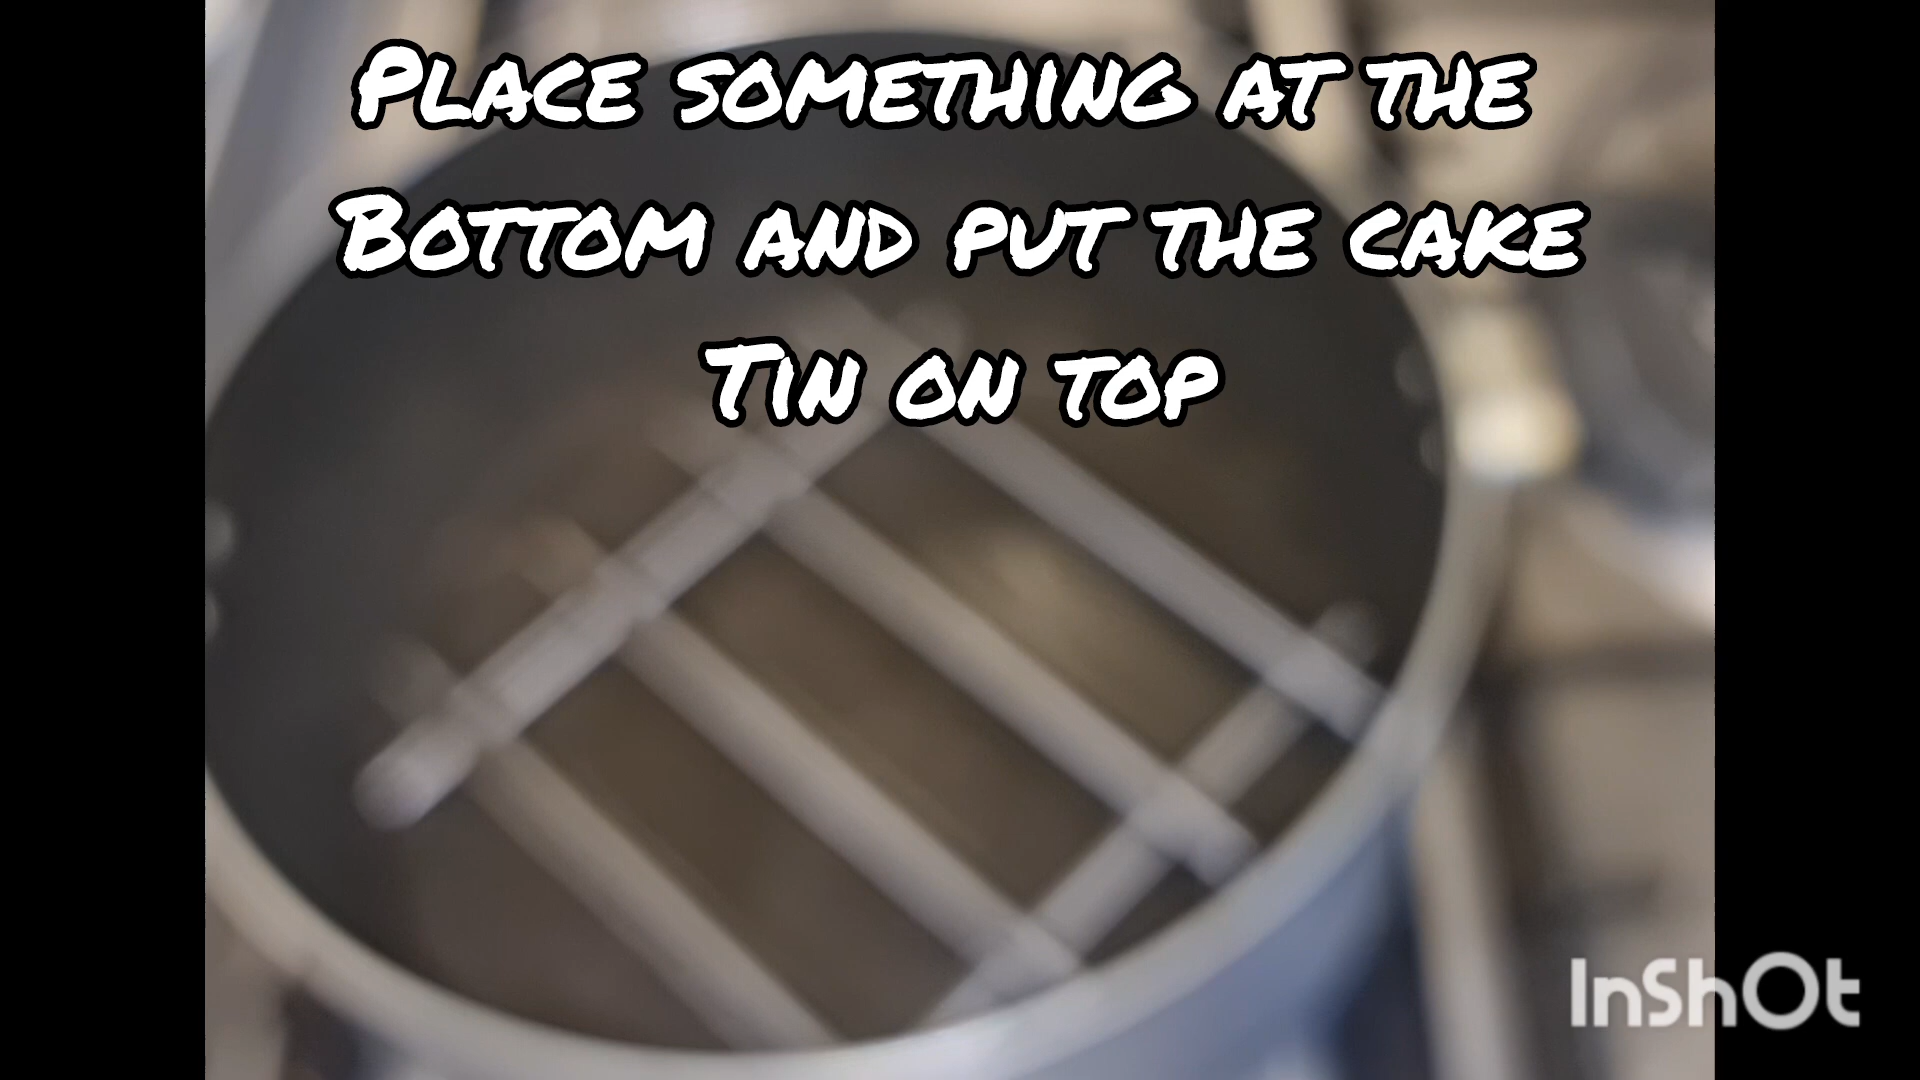 Place something at the
Bottom and put the cake
Tin on top
InShOt